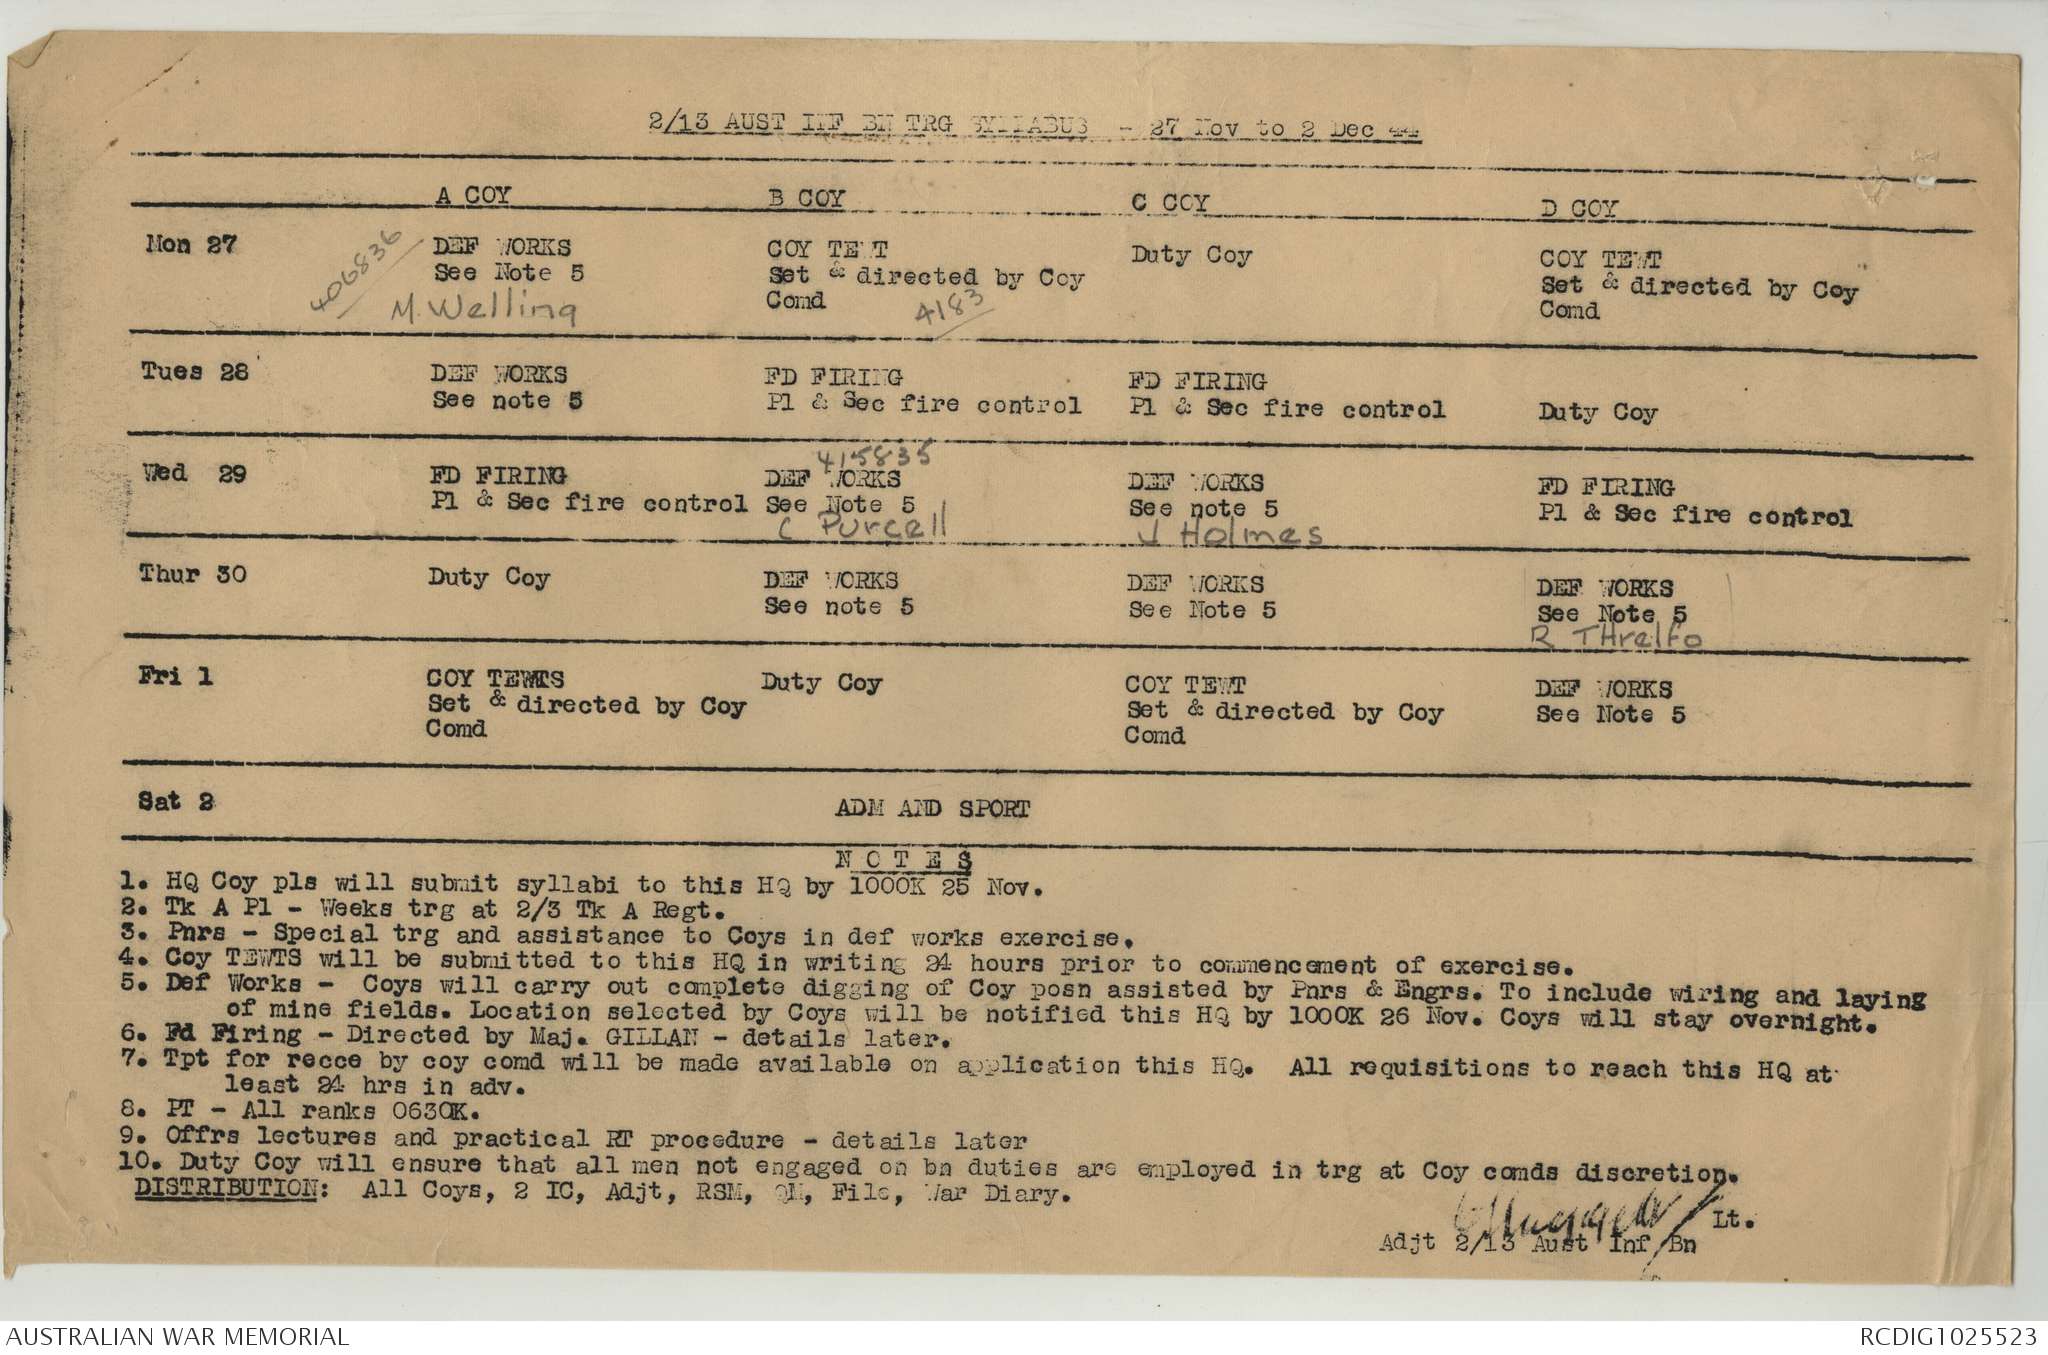 2/13 AUST INF BN TRG SYLLABUS - 27 Nov to 2 Dec 44
A COY B COY C COY D COY
Mon 27 DEF WORKS COY TEWT Duty Coy COY TEWT
See Note 5 Set & directed by Coy Set & directed by Coy
406836 M. Welling Comd 4183 Comd
Tues 28 DEF WORKS FD FIRING FD FIRING
See note 5 Pl & Sec fire control Pl & Sec fire control Duty Coy
415835
Wed 29 FD FIRING DEF WORKS DEF WORKS FD FIRING
Pl & Sec fire control See Note 5 See note 5 Pl & Sec fire control
C Purcell J Holmes
Thur 30 Duty Coy DEF WORKS DEF WORKS DEF WORKS
See note 5 See Note 5 See Note 5
R THrelfo
Fri 1 COY TEWTS Duty Coy COY TEWT DEF WORKS
Set & directed by Coy Set & directed by Coy See Note 5
Comd Comd
Sat 2 ADM AND SPORT
N O T E S
1. HQ Coy pls will submit syllabi to this HQ by 1000K 25 Nov.
2. Tk A Pl - Weeks trg at 2/3 Tk A Regt.
3. Pnrs - Special trg and assistance to Coys in def works exercise.
4. Coy TEWTS will be submitted to this HQ in writing 24 hours prior to commencement of exercise.
5. Def Works - Coys will carry out complete digging of Coy posn assisted by Pnrs & Engrs. To include wiring and laying
of mine fields. Location selected by Coys will be notified this HQ by 1000K 26 Nov. Coys will stay overnight.
6. Fd Firing - Directed by Maj. GILLAN - details later.
7. Tpt for recce by coy comd will be made available on application this HQ. All requisitions to reach this HQ at
least 24 hrs in adv.
8. PT - All ranks 0630K.
9. Offrs lectures and practical RT procedure - details later
10. Duty Coy will ensure that all men not engaged on bn duties are employed in trg at Coy comds discretion.
DISTRIBUTION: All Coys, 2 IC, Adjt, RSM, QM, File, War Diary.
Lt.
Adjt 2/13 Aust Inf Bn
AUSTRALIAN WAR MEMORIAL
RCDIG1025523